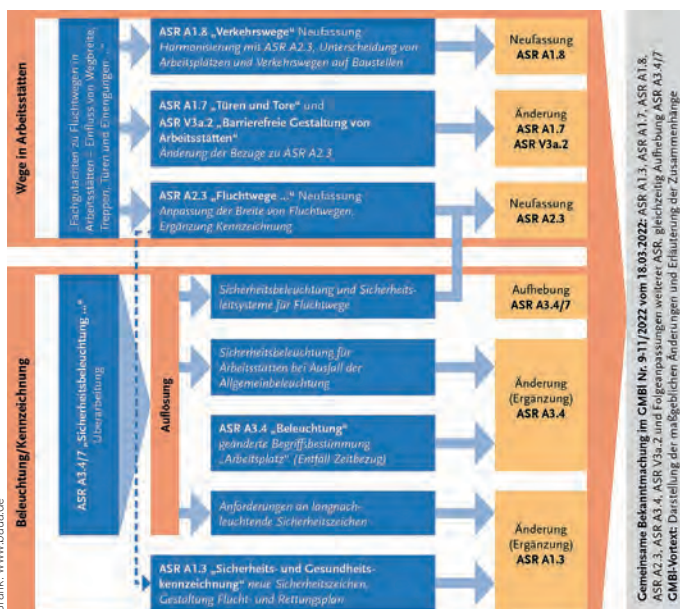 Wege in Arbeitsstätten
„Fachgutachten zu Fluchtwegen in
Arbeitsstätten – Einfluss von Wegbreite,
Treppen, Türen und Einengungen ...“
ASR A1.8 „Verkehrswege“ Neufassung
Harmonisierung mit ASR A2.3, Unterscheidung von
Arbeitsplätzen und Verkehrswegen auf Baustellen
Neufassung
ASR A1.8
ASR A1.7 „Türen und Tore“ und
ASR V3a.2 „Barrierefreie Gestaltung von
Arbeitsstätten“
Änderung der Bezüge zu ASR A2.3
Änderung
ASR A1.7
ASR V3a.2
ASR A2.3 „Fluchtwege ...“ Neufassung
Anpassung der Breite von Fluchtwegen,
Ergänzung Kennzeichnung
Neufassung
ASR A2.3
Beleuchtung/Kennzeichnung
ASR A3.4/7 „Sicherheitsbeleuchtung ...“
Überarbeitung
Auflösung
Sicherheitsbeleuchtung und Sicherheits-
leitsysteme für Fluchtwege
Aufhebung
ASR A3.4/7
Sicherheitsbeleuchtung für
Arbeitsstätten bei Ausfall der
Allgemeinbeleuchtung
ASR A3.4 „Beleuchtung“
geänderte Begriffsbestimmung
„Arbeitsplatz“ (Entfall Zeitbezug)
Änderung
(Ergänzung)
ASR A3.4
Anforderungen an langnach-
leuchtende Sicherheitszeichen
ASR A1.3 „Sicherheits- und Gesundheits-
kennzeichnung“ neue Sicherheitszeichen,
Gestaltung Flucht- und Rettungsplan
Änderung
(Ergänzung)
ASR A1.3
Gemeinsame Bekanntmachung im GMBl Nr. 9-11/2022 vom 18.03.2022: ASR A1.3, ASR A1.7, ASR A1.8,
ASR A2.3, ASR A3.4, ASR V3a.2 und Folgeanpassungen weiterer ASR, gleichzeitig Aufhebung ASR A3.4/7
GMBl-Vortext: Darstellung der maßgeblichen Änderungen und Erläuterung der Zusammenhänge